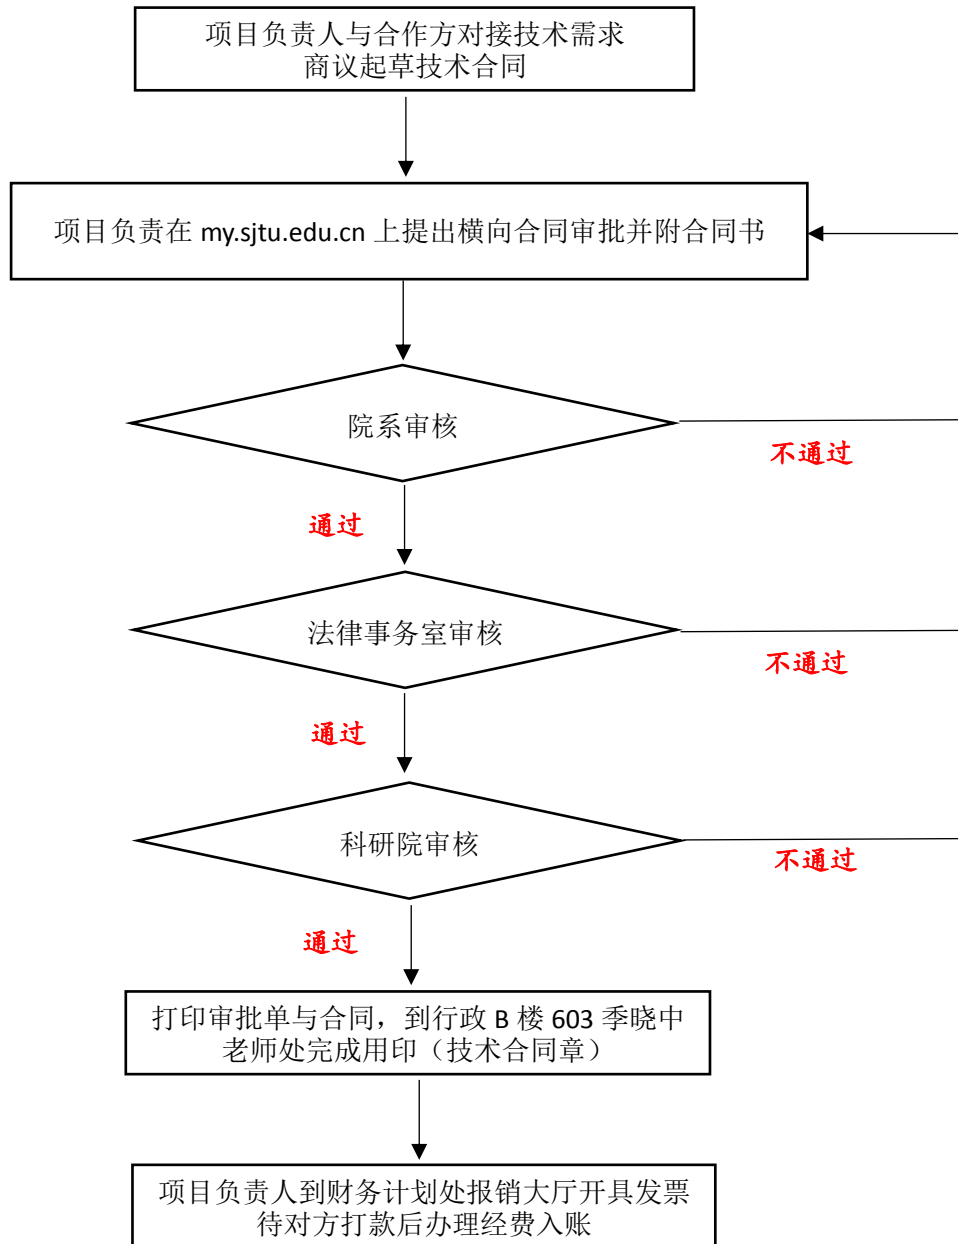 项目负责人与合作方对接技术需求
商议起草技术合同
项目负责在 my.sjtu.edu.cn 上提出横向合同审批并附合同书
院系审核
不通过
通过
法律事务室审核
不通过
通过
科研院审核
不通过
通过
打印审批单与合同，到行政 B 楼 603 季晓中
老师处完成用印（技术合同章）
项目负责人到财务计划处报销大厅开具发票
待对方打款后办理经费入账